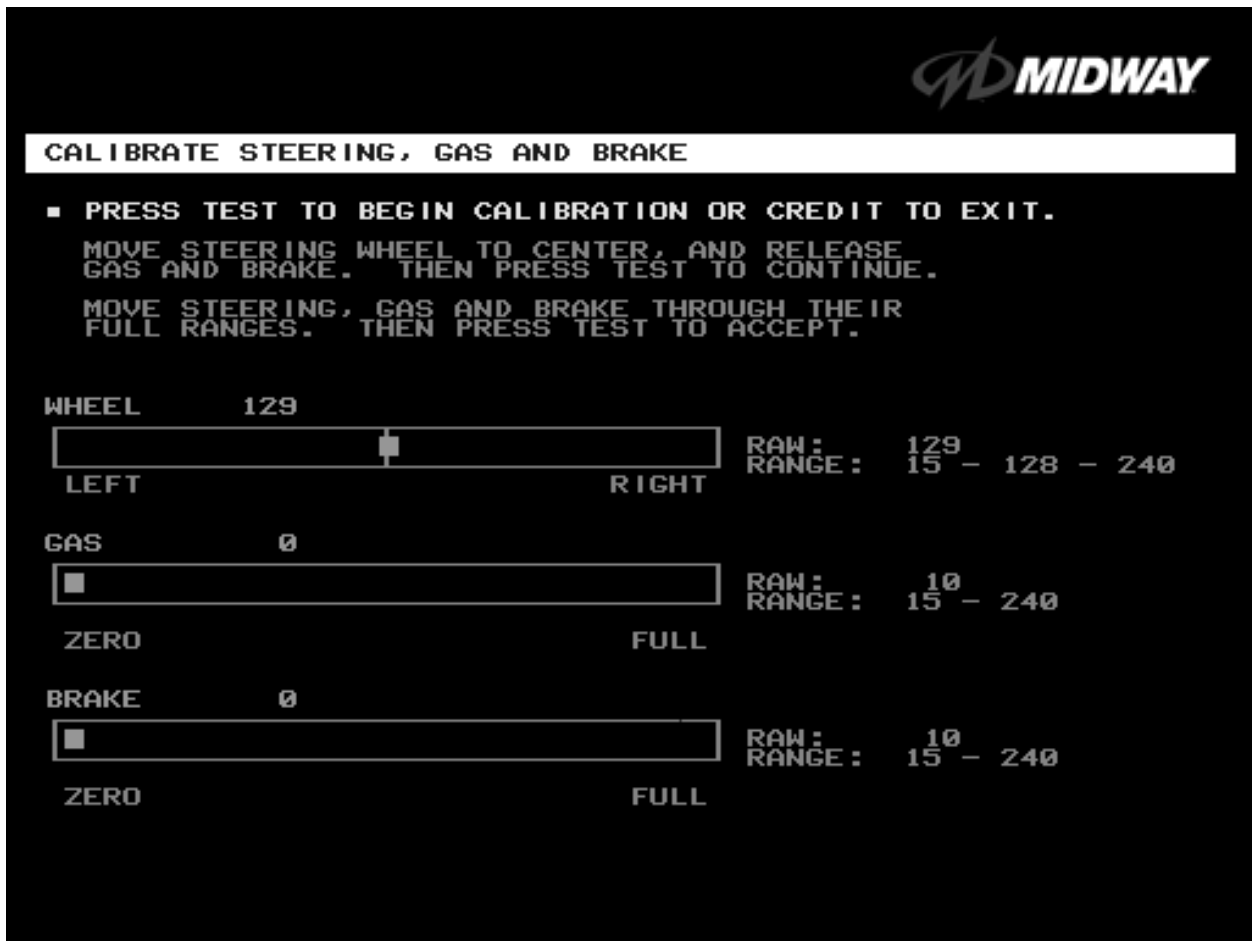 MIDWAY
CALIBRATE STEERING, GAS AND BRAKE
PRESS TEST TO BEGIN CALIBRATION OR CREDIT TO EXIT.
MOVE STEERING WHEEL TO CENTER, AND RELEASE
GAS AND BRAKE. THEN PRESS TEST TO CONTINUE.
MOVE STEERING, GAS AND BRAKE THROUGH THEIR
FULL RANGES. THEN PRESS TEST TO ACCEPT.
WHEEL 129
RAW: 129
RANGE: 15 - 128 - 240
LEFT RIGHT
GAS 0
RAW: 10
RANGE: 15 - 240
ZERO FULL
BRAKE 0
RAW: 10
RANGE: 15 - 240
ZERO FULL